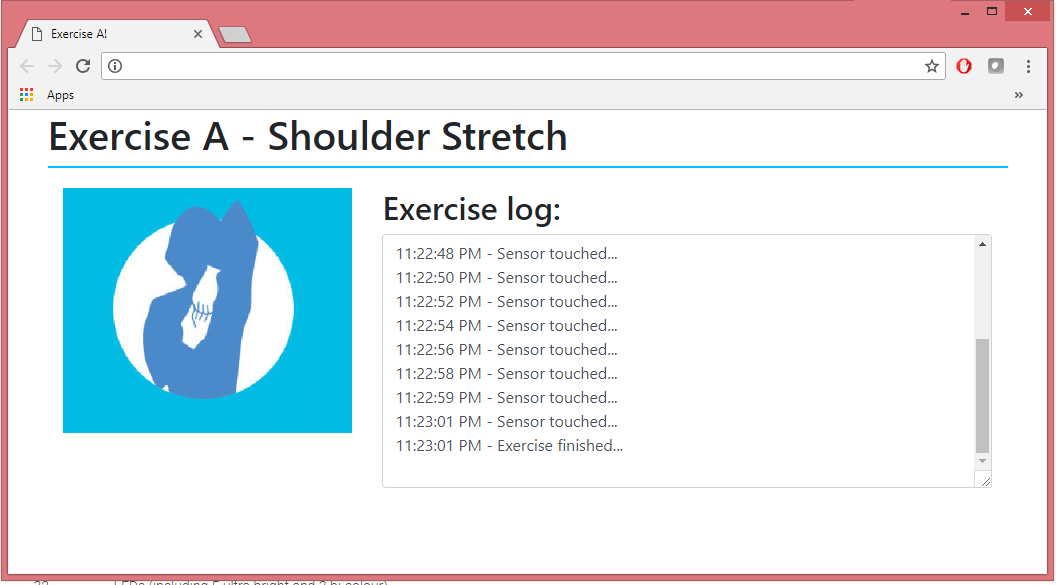 Exercise A!
Apps
»
Exercise A - Shoulder Stretch
Exercise log:
11:22:48 PM - Sensor touched...
11:22:50 PM - Sensor touched...
11:22:52 PM - Sensor touched...
11:22:54 PM - Sensor touched...
11:22:56 PM - Sensor touched...
11:22:58 PM - Sensor touched...
11:22:59 PM - Sensor touched...
11:23:01 PM - Sensor touched...
11:23:01 PM - Exercise finished...
LEDs (including 5 ultra bright and 2 bi-colour)